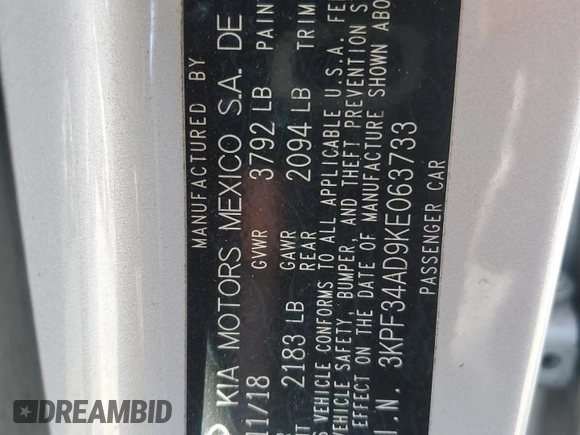 MANUFACTURED BY
KIA MOTORS MEXICO S.A. DE
11/18 GVWR 3792 LB PAINT
2183 LB GAWR REAR 2094 LB TRIM
VEHICLE CONFORMS TO ALL APPLICABLE U.S.A.
VEHICLE SAFETY, BUMPER, AND THEFT PREVENTION
EFFECT ON THE DATE OF MANUFACTURE SHOWN
3KPF34AD9KE063733
PASSENGER CAR
DREAMBID